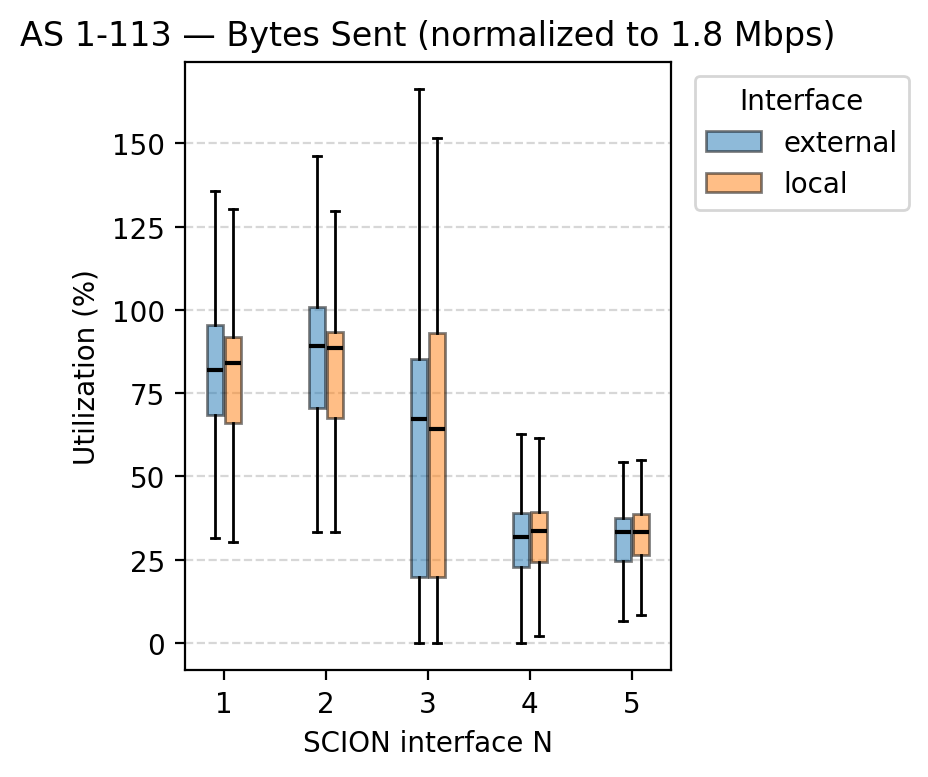 AS 1-113 — Bytes Sent (normalized to 1.8 Mbps)
Interface
external
local
Utilization (%)
150
125
100
75
50
25
0
1 2 3 4 5
SCION interface N